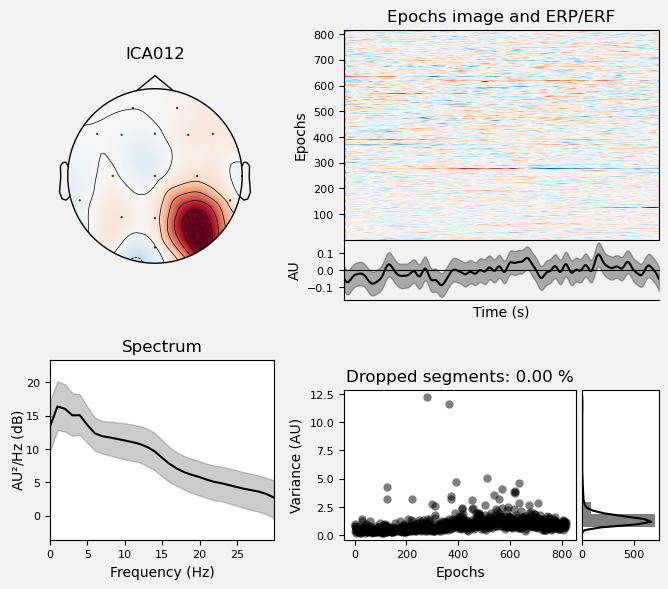 ICA012
Epochs image and ERP/ERF
Epochs
800
700
600
500
400
300
200
100
AU
0.1
0.0
−0.1
Time (s)
Spectrum
AU²/Hz (dB)
20
15
10
5
0
0 5 10 15 20 25
Frequency (Hz)
Dropped segments: 0.00 %
Variance (AU)
12.5
10.0
7.5
5.0
2.5
0.0
0 200 400 600 800
Epochs
0 500